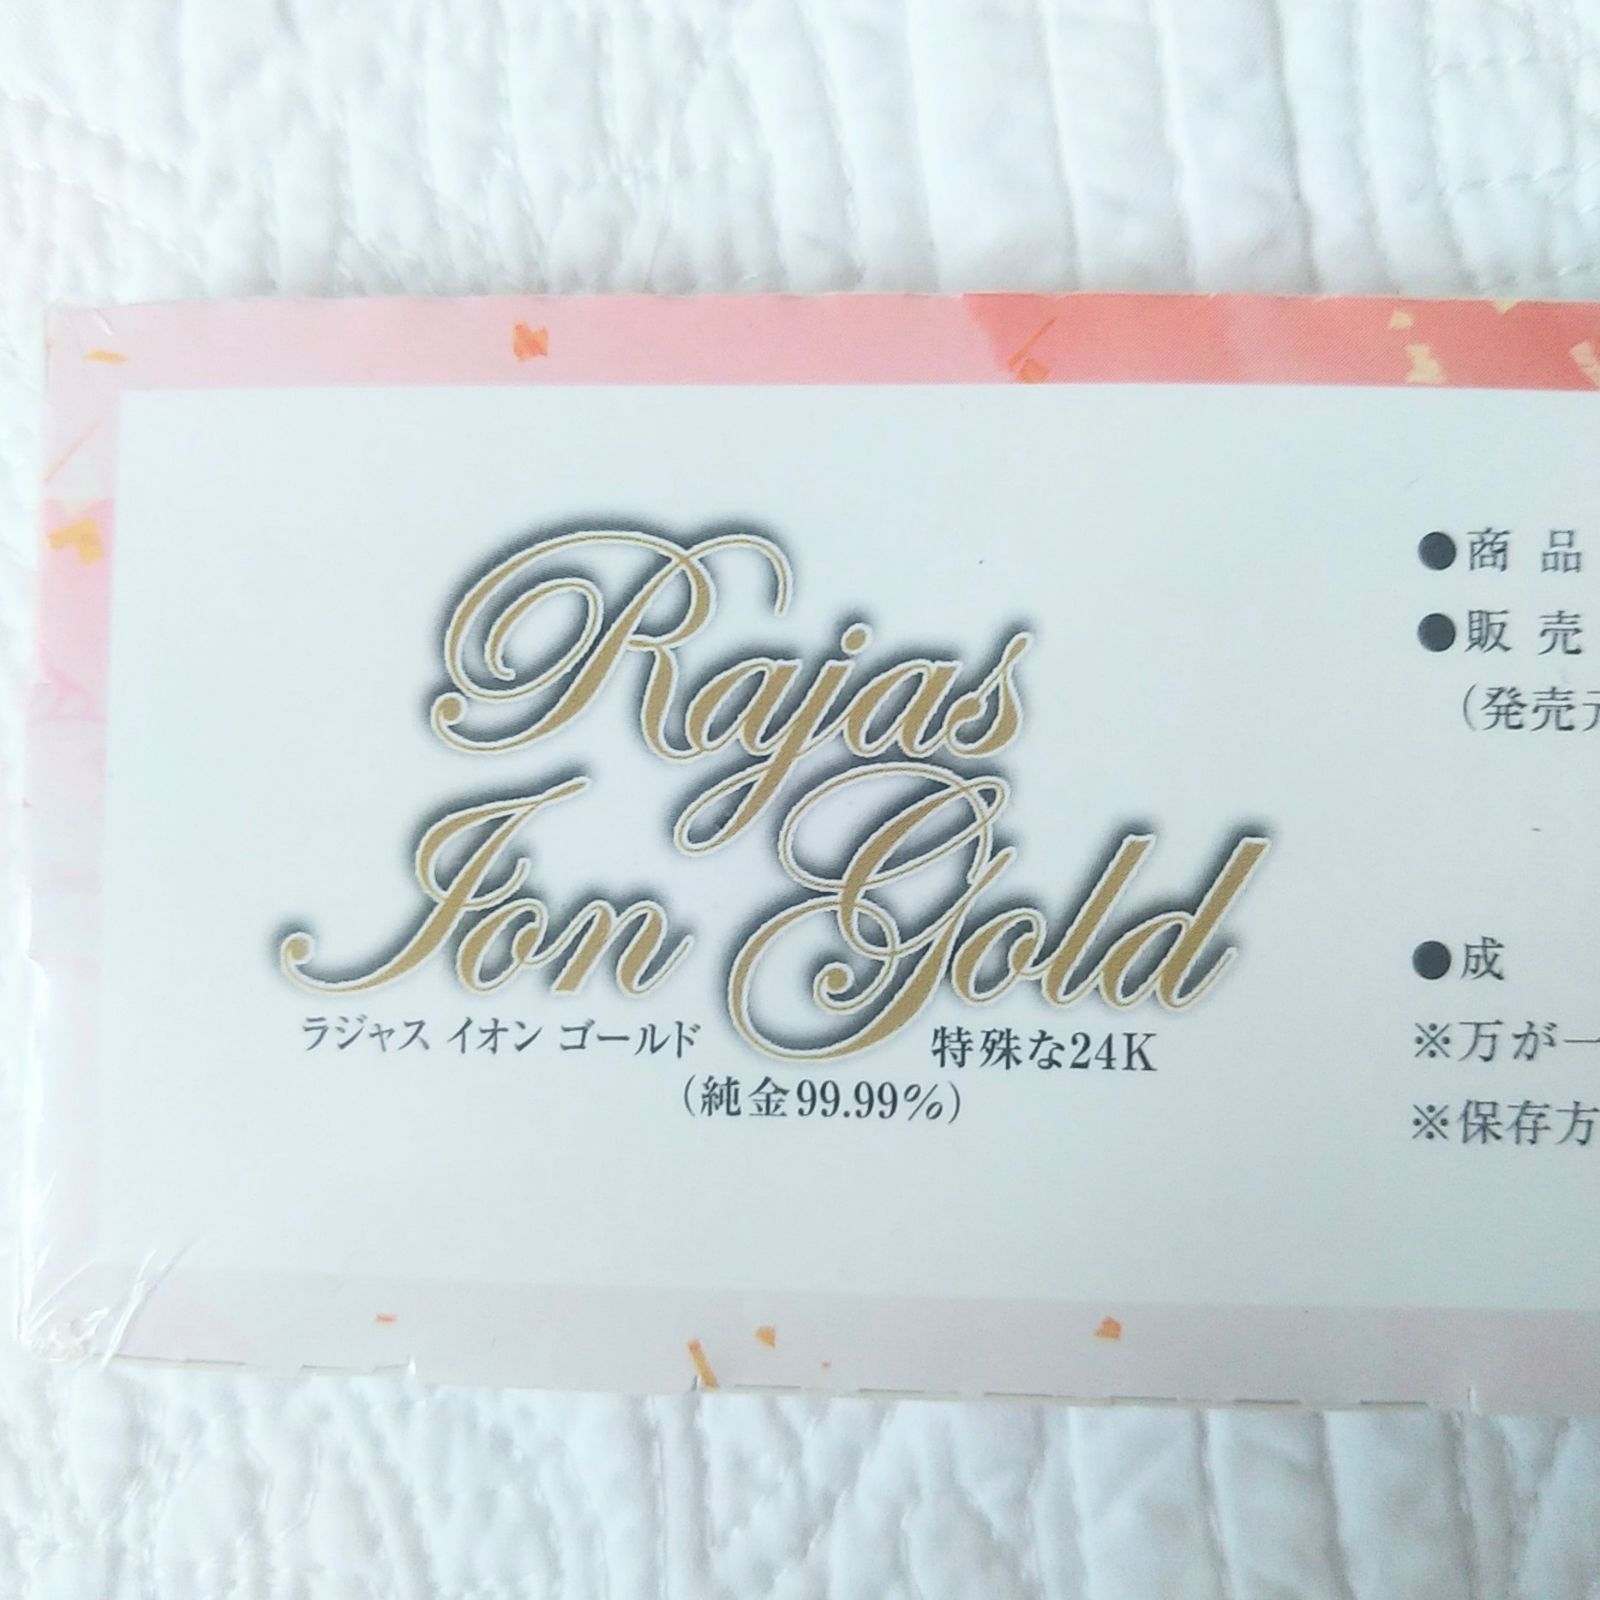 Rajas
Ion Gold
ラジャス イオン ゴールド 特殊な24K
(純金99.99%)
●商 品
●販 売
(発売元
●成
※万が一
※保存方